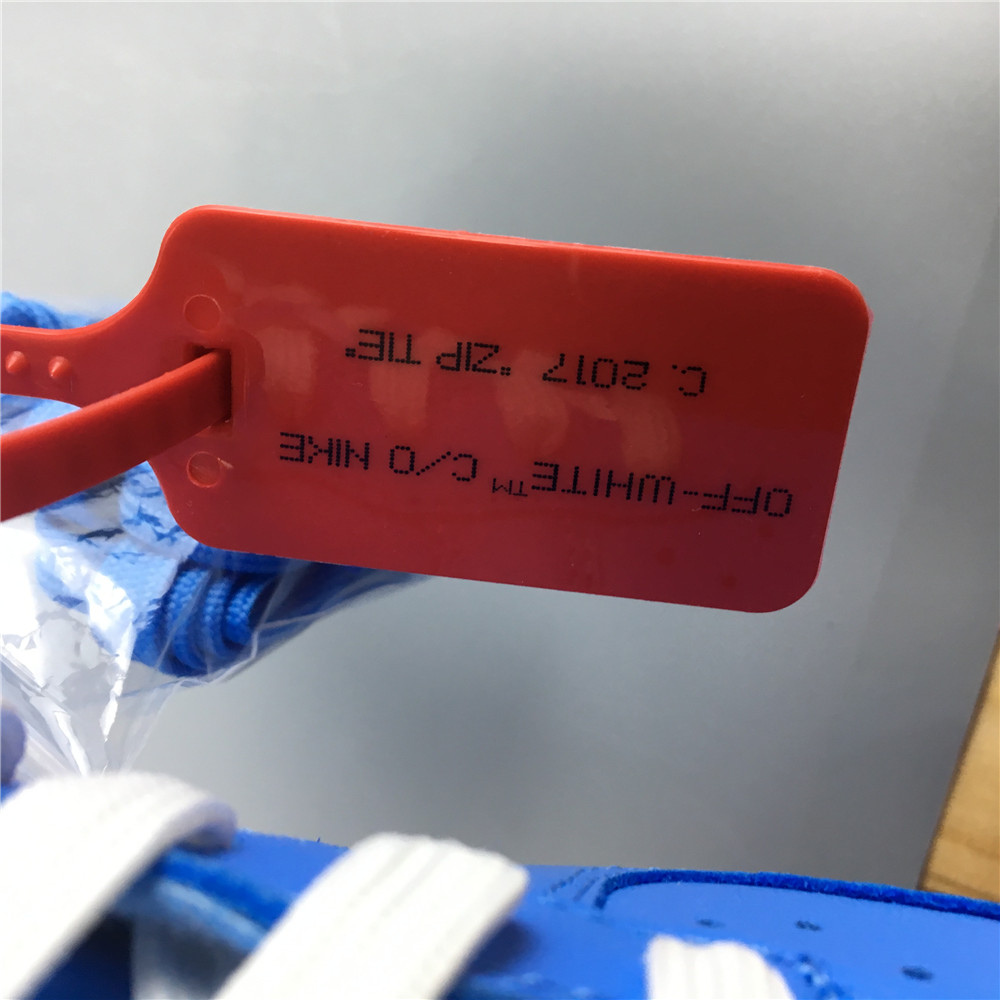 OFF-WHITE™ C/O NIKE
C. 2017 "ZIP TIE"